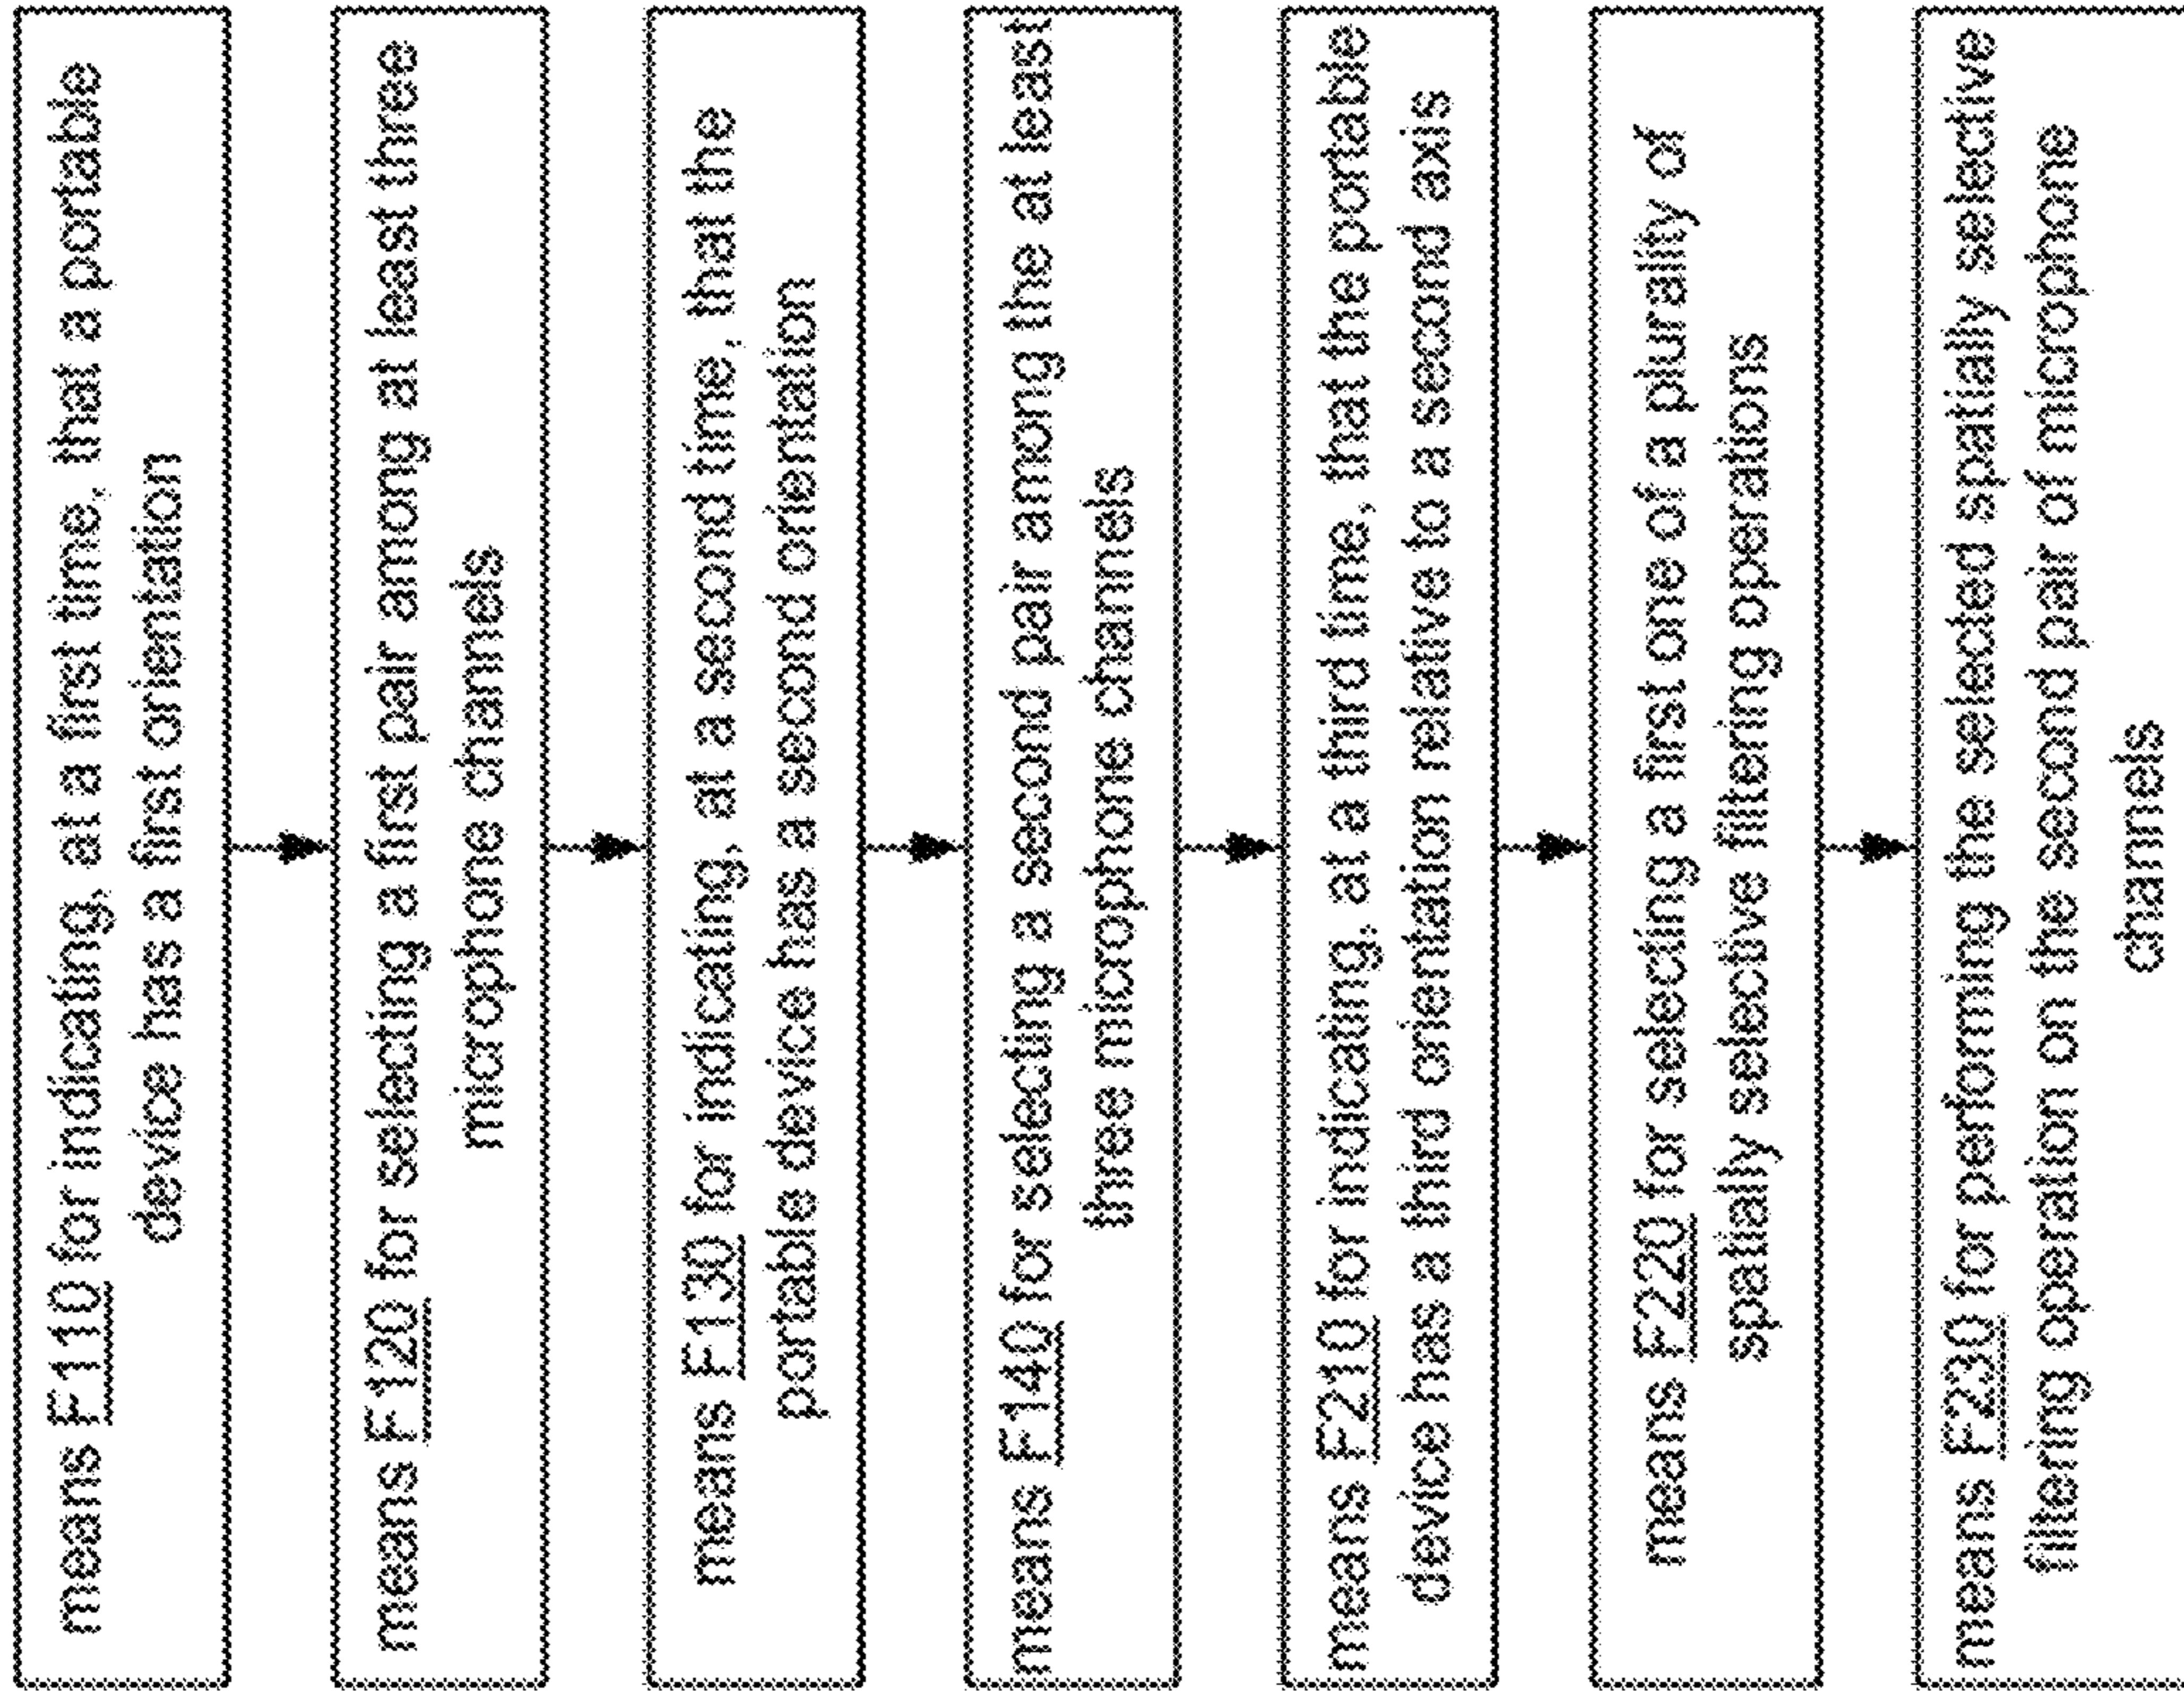 means F110 for indicating, at a first time, that a portable
device has a first orientation
means F120 for selecting a first pair among at least three
microphone channels
means F130 for indicating, at a second time, that the
portable device has a second orientation
means F140 for selecting a second pair among the at least
three microphone channels
means F210 for indicating, at a third time, that the portable
device has a third orientation relative to a second axis
means F220 for selecting a first one of a plurality of
spatially selective filtering operations
means F230 for performing the selected spatially selective
filtering operation on the second pair of microphone
channels